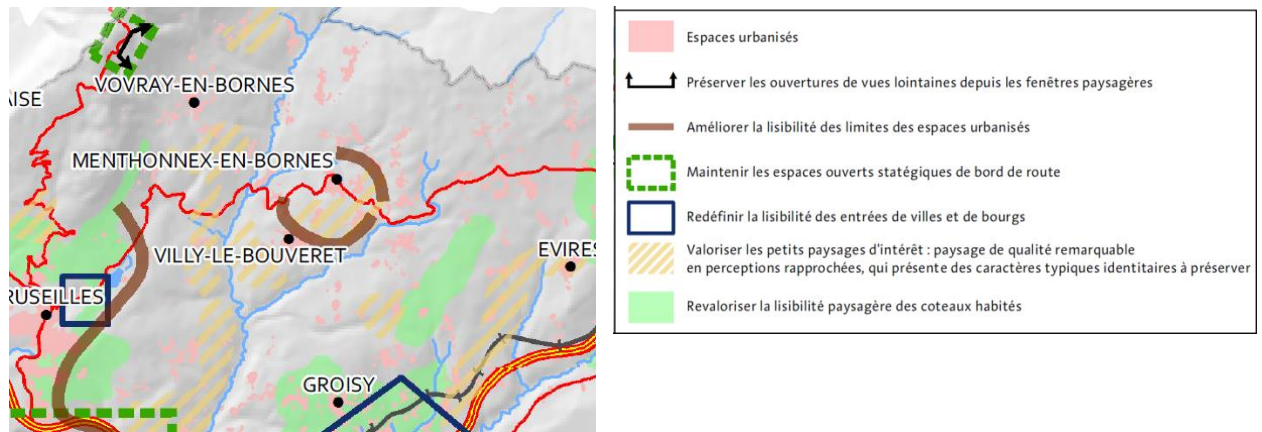 VOVRAY-EN-BORNES
AISE
MENTHONNEX-EN-BORNES
VILLY-LE-BOUVERET
EVIRES
RUSEILLES
GROISY
Espaces urbanisés
Préserver les ouvertures de vues lointaines depuis les fenêtres paysagères
Améliorer la lisibilité des limites des espaces urbanisés
Maintenir les espaces ouverts statégiques de bord de route
Redéfinir la lisibilité des entrées de villes et de bourgs
Valoriser les petits paysages d'intérêt : paysage de qualité remarquable
en perceptions rapprochées, qui présente des caractères typiques identitaires à préserver
Revaloriser la lisibilité paysagère des coteaux habités